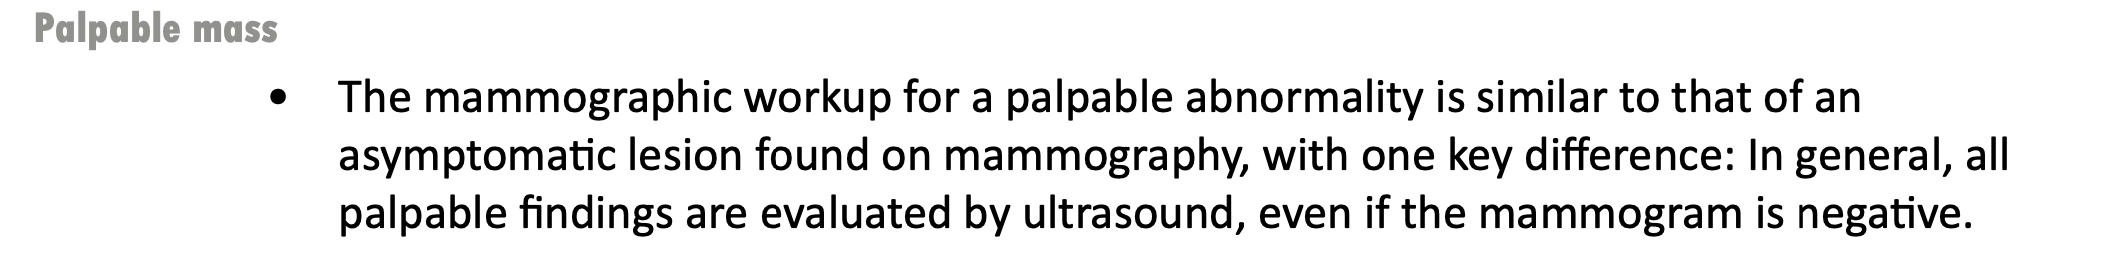 Palpable mass
• The mammographic workup for a palpable abnormality is similar to that of an
asymptomatic lesion found on mammography, with one key difference: In general, all
palpable findings are evaluated by ultrasound, even if the mammogram is negative.